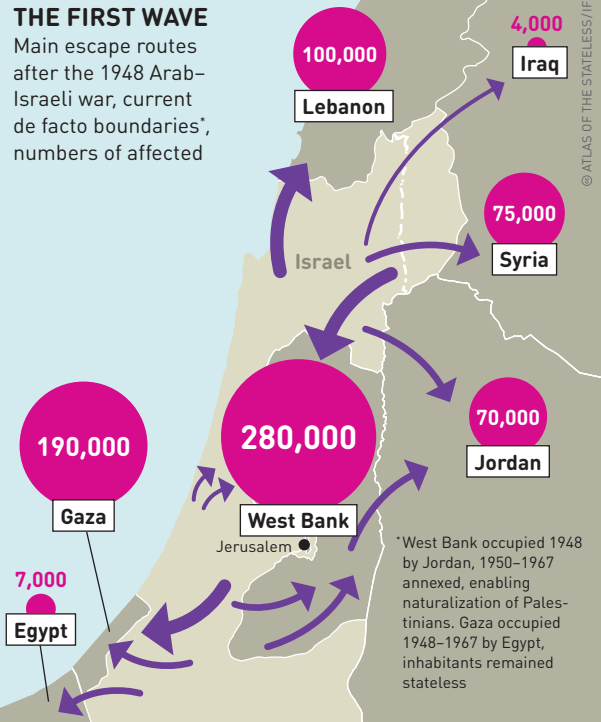 THE FIRST WAVE
Main escape routes
after the 1948 Arab–
Israeli war, current
de facto boundaries*,
numbers of affected
100,000
Lebanon
4,000
Iraq
© ATLAS OF THE STATELESS/IF
75,000
Syria
Israel
190,000
Gaza
280,000
West Bank
Jerusalem
70,000
Jordan
7,000
Egypt
*West Bank occupied 1948
by Jordan, 1950–1967
annexed, enabling
naturalization of Pales-
tinians. Gaza occupied
1948–1967 by Egypt,
inhabitants remained
stateless